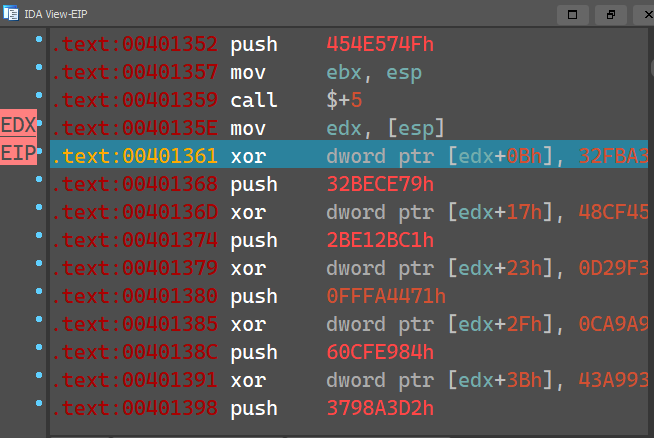 IDA View-EIP
.text:00401352 push 454E574Fh
.text:00401357 mov ebx, esp
.text:00401359 call $+5
EDX .text:0040135E mov edx, [esp]
EIP .text:00401361 xor dword ptr [edx+0Bh], 32FBA3
.text:00401368 push 32BECE79h
.text:0040136D xor dword ptr [edx+17h], 48CF45
.text:00401374 push 2BE12BC1h
.text:00401379 xor dword ptr [edx+23h], 0D29F3
.text:00401380 push 0FFFA4471h
.text:00401385 xor dword ptr [edx+2Fh], 0CA9A9
.text:0040138C push 60CFE984h
.text:00401391 xor dword ptr [edx+3Bh], 43A993
.text:00401398 push 3798A3D2h